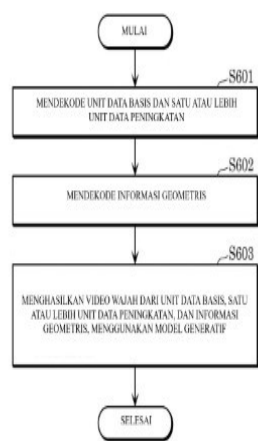 MULAI
S601
MENDEKODE UNIT DATA BASIS DAN SATU ATAU LEBIH
UNIT DATA PENINGKATAN
S602
MENDEKODE INFORMASI GEOMETRIS
S603
MENGHASILKAN VIDEO WAJAH DARI UNIT DATA BASIS, SATU
ATAU LEBIH UNIT DATA PENINGKATAN, DAN INFORMASI
GEOMETRIS, MENGGUNAKAN MODEL GENERATIF
SELESAI